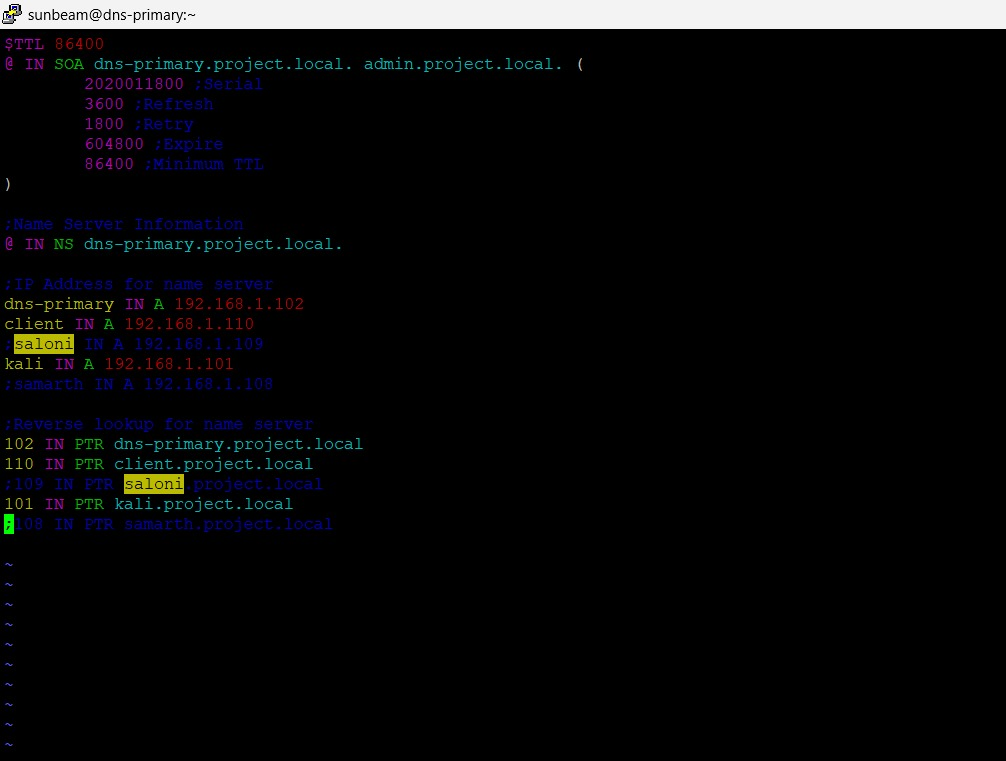 sunbeam@dns-primary:~
$TTL 86400
@ IN SOA dns-primary.project.local. admin.project.local. (
2020011800 ;Serial
3600 ;Refresh
1800 ;Retry
604800 ;Expire
86400 ;Minimum TTL
)
;Name Server Information
@ IN NS dns-primary.project.local.
;IP Address for name server
dns-primary IN A 192.168.1.102
client IN A 192.168.1.110
;saloni IN A 192.168.1.109
kali IN A 192.168.1.101
;samarth IN A 192.168.1.108
;Reverse lookup for name server
102 IN PTR dns-primary.project.local
110 IN PTR client.project.local
;109 IN PTR saloni.project.local
101 IN PTR kali.project.local
;108 IN PTR samarth.project.local
~
~
~
~
~
~
~
~
~
~